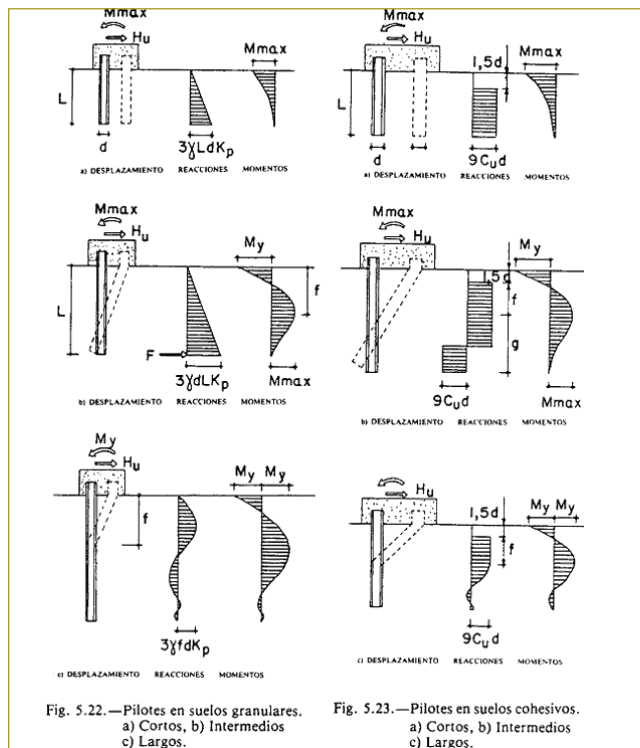 Mmax
Hu
L
d
3γLdKp
Mmax
a) DESPLAZAMIENTO REACCIONES MOMENTOS
Mmax
Hu
L
F
3γdLKp
My
f
Mmax
b) DESPLAZAMIENTO REACCIONES MOMENTOS
My
Hu
f
3γfdKp
My My
c) DESPLAZAMIENTO REACCIONES MOMENTOS
Fig. 5.22.—Pilotes en suelos granulares.
a) Cortos, b) Intermedios
c) Largos.
Mmax
Hu
L
d
1,5d
9Cud
Mmax
a) DESPLAZAMIENTO REACCIONES MOMENTOS
Mmax
Hu
My
,5d
f
g
9Cud
Mmax
b) DESPLAZAMIENTO REACCIONES MOMENTOS
Hu
1,5d
f
9Cud
My My
c) DESPLAZAMIENTO REACCIONES MOMENTOS
Fig. 5.23.—Pilotes en suelos cohesivos.
a) Cortos, b) Intermedios
c) Largos.